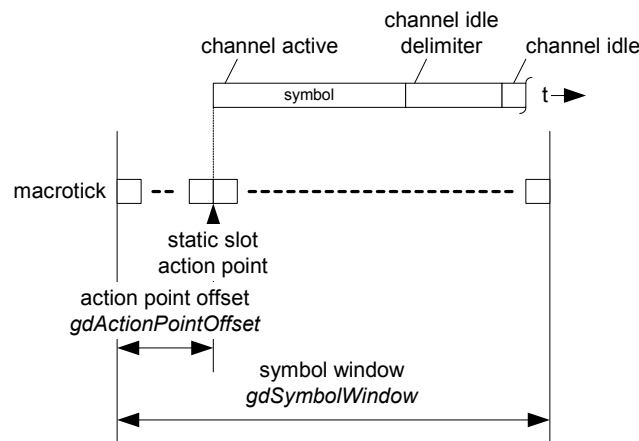 channel active
channel idle
delimiter
channel idle
symbol
t
macrotick
static slot
action point
action point offset
gdActionPointOffset
symbol window
gdSymbolWindow